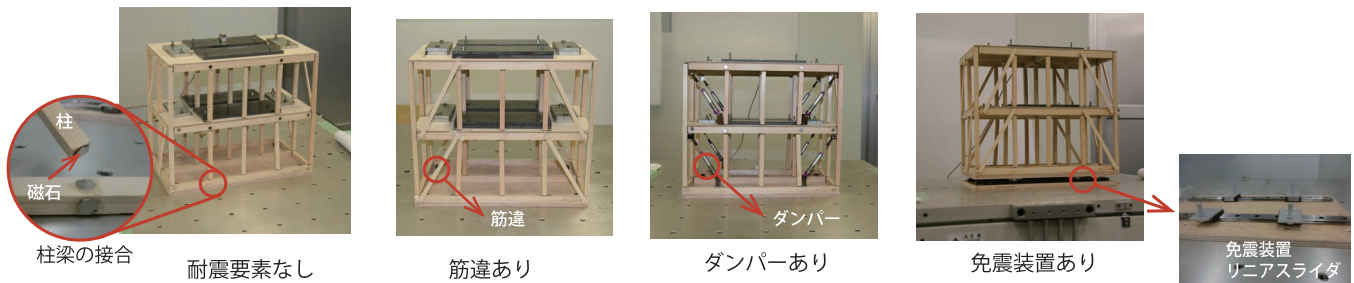 柱
磁石
柱梁の接合
耐震要素なし
筋違
筋違あり
ダンパー
ダンパーあり
免震装置あり
免震装置
リニアスライダ